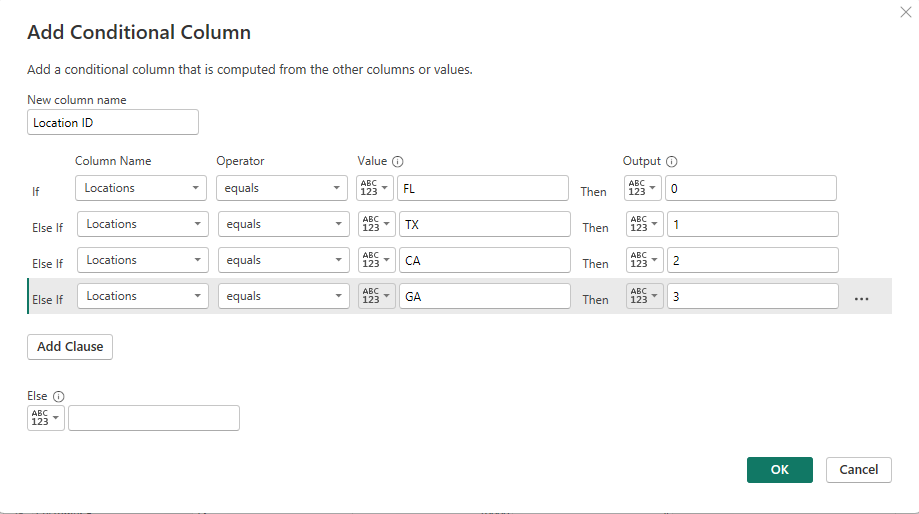 Add Conditional Column
Add a conditional column that is computed from the other columns or values.
New column name
Location ID
Column Name Operator Value Output
If Locations equals ABC 123 FL Then ABC 123 0
Else If Locations equals ABC 123 TX Then ABC 123 1
Else If Locations equals ABC 123 CA Then ABC 123 2
Else If Locations equals ABC 123 GA Then ABC 123 3 ...
Add Clause
Else
ABC 123
OK Cancel